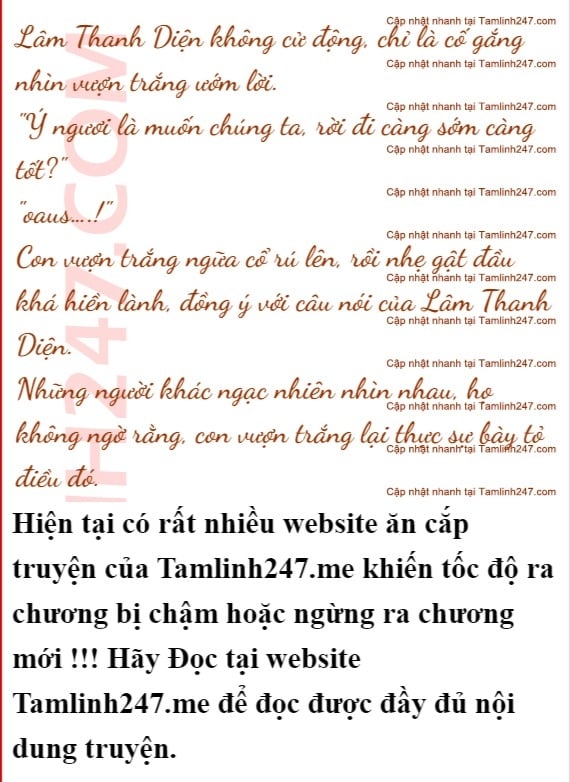 Cập nhật nhanh tại Tamlinh247.com
Lâm Thanh Diện không cử động, chỉ là cố gắng
Cập nhật nhanh tại Tamlinh247.com
nhìn vượn trắng ướm lời.
Cập nhật nhanh tại Tamlinh247.com
"Ý ngươi là muốn chúng ta, rời đi càng sớm càng
Cập nhật nhanh tại Tamlinh247.com
tốt?"
Cập nhật nhanh tại Tamlinh247.com
"oaus....!"
Cập nhật nhanh tại Tamlinh247.com
Con vượn trắng ngửa cổ rú lên, rồi nhẹ gật đầu
Cập nhật nhanh tại Tamlinh247.com
khá hiền lành, đồng ý với câu nói của Lâm Thanh
Cập nhật nhanh tại Tamlinh247.com
Diện.
Cập nhật nhanh tại Tamlinh247.com
Những người khác ngạc nhiên nhìn nhau, họ
Cập nhật nhanh tại Tamlinh247.com
không ngờ rằng, con vượn trắng lại thực sự bày tỏ
Cập nhật nhanh tại Tamlinh247.com
điều đó.
Cập nhật nhanh tại Tamlinh247.com
H247.COM
Hiện tại có rất nhiều website ăn cắp
truyện của Tamlinh247.me khiến tốc độ ra
chương bị chậm hoặc ngừng ra chương
mới !!! Hãy Đọc tại website
Tamlinh247.me để đọc được đầy đủ nội
dung truyện.